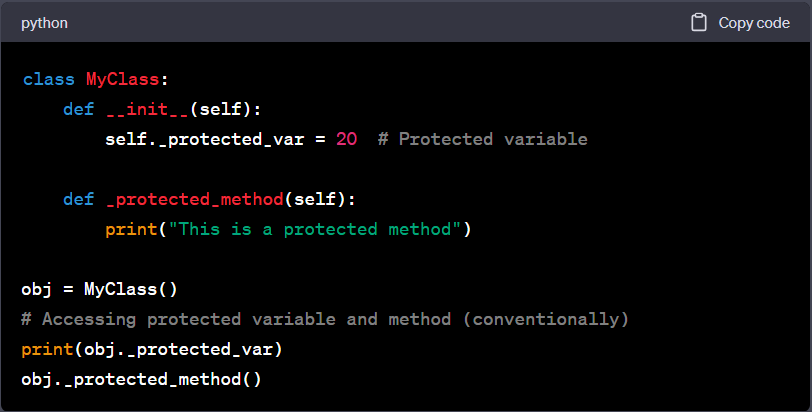 python
Copy code
class MyClass:
    def __init__(self):
        self._protected_var = 20  # Protected variable
    def _protected_method(self):
        print("This is a protected method")
obj = MyClass()
# Accessing protected variable and method (conventionally)
print(obj._protected_var)
obj._protected_method()